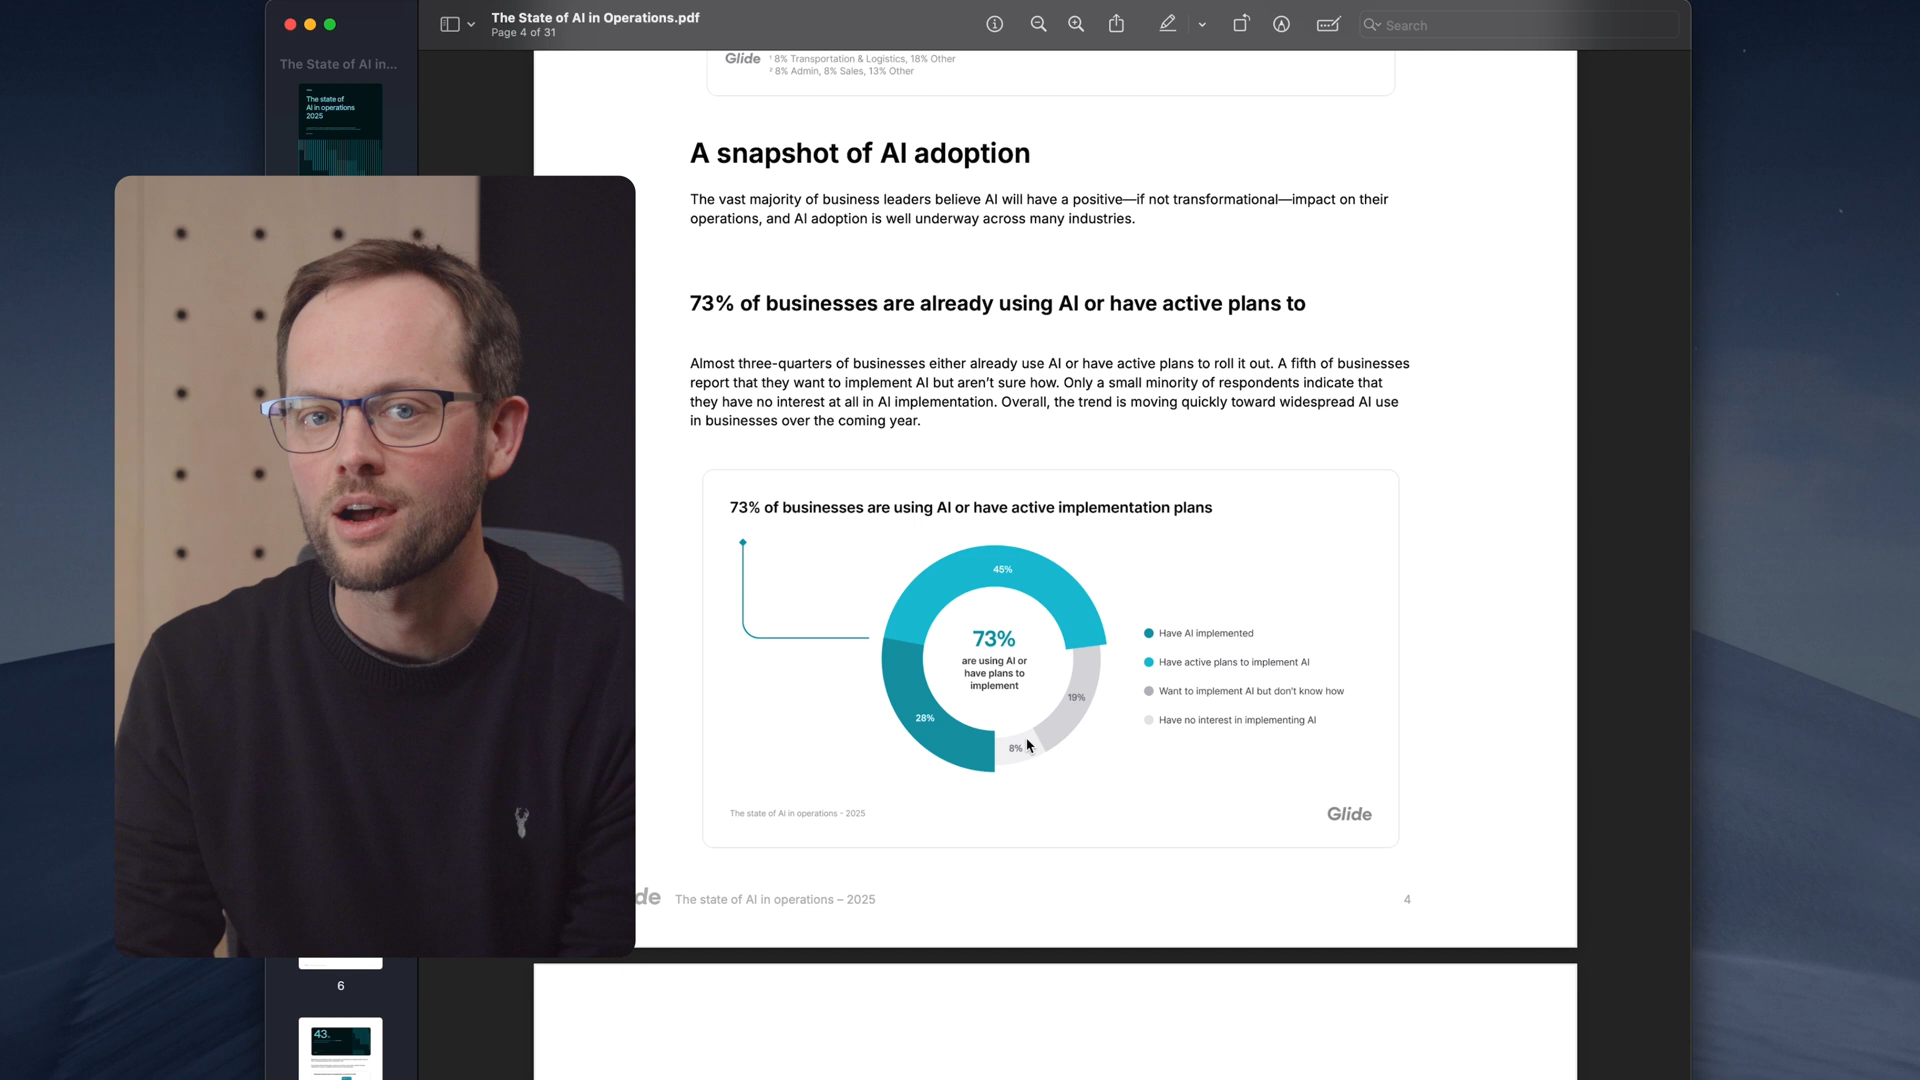 The State of AI in Operations.pdf
Page 4 of 31
Search
The State of AI in...
The state of
AI in operations
2025
Glide
¹ 8% Transportation & Logistics, 18% Other
² 8% Admin, 8% Sales, 13% Other
A snapshot of AI adoption
The vast majority of business leaders believe AI will have a positive—if not transformational—impact on their
operations, and AI adoption is well underway across many industries.
73% of businesses are already using AI or have active plans to
Almost three-quarters of businesses either already use AI or have active plans to roll it out. A fifth of businesses
report that they want to implement AI but aren't sure how. Only a small minority of respondents indicate that
they have no interest at all in AI implementation. Overall, the trend is moving quickly toward widespread AI use
in businesses over the coming year.
73% of businesses are using AI or have active implementation plans
45%
73%
are using AI or
have plans to
implement
19%
28%
8%
Have AI implemented
Have active plans to implement AI
Want to implement AI but don't know how
Have no interest in implementing AI
The state of AI in operations - 2025
Glide
de
The state of AI in operations – 2025
4
6
43